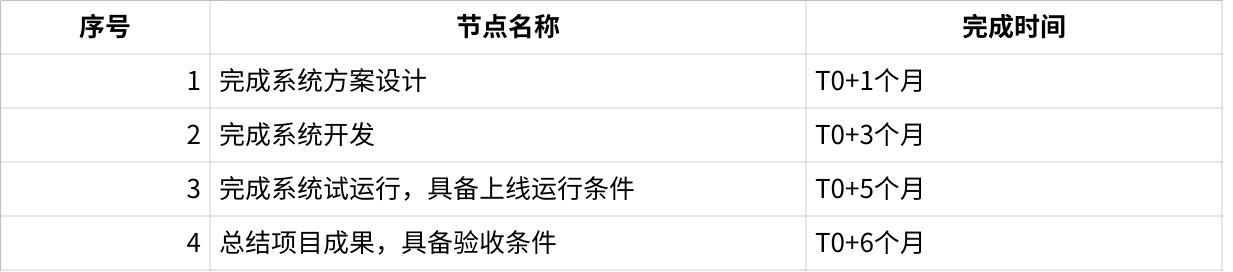 序号 节点名称 完成时间
1 完成系统方案设计 T0+1个月
2 完成系统开发 T0+3个月
3 完成系统试运行，具备上线运行条件 T0+5个月
4 总结项目成果，具备验收条件 T0+6个月